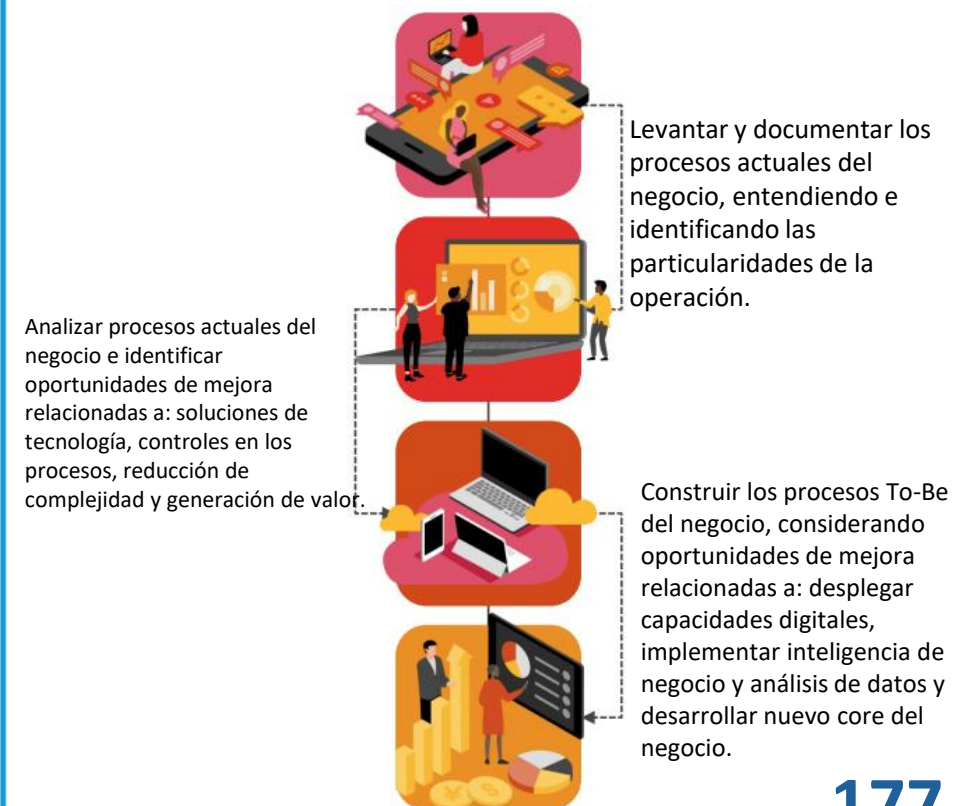 Levantar y documentar los
procesos actuales del
negocio, entendiendo e
identificando las
particularidades de la
operación.
Analizar procesos actuales del
negocio e identificar
oportunidades de mejora
relacionadas a: soluciones de
tecnología, controles en los
procesos, reducción de
complejidad y generación de valor.
Construir los procesos To-Be
del negocio, considerando
oportunidades de mejora
relacionadas a: desplegar
capacidades digitales,
implementar inteligencia de
negocio y análisis de datos y
desarrollar nuevo core del
negocio.
177